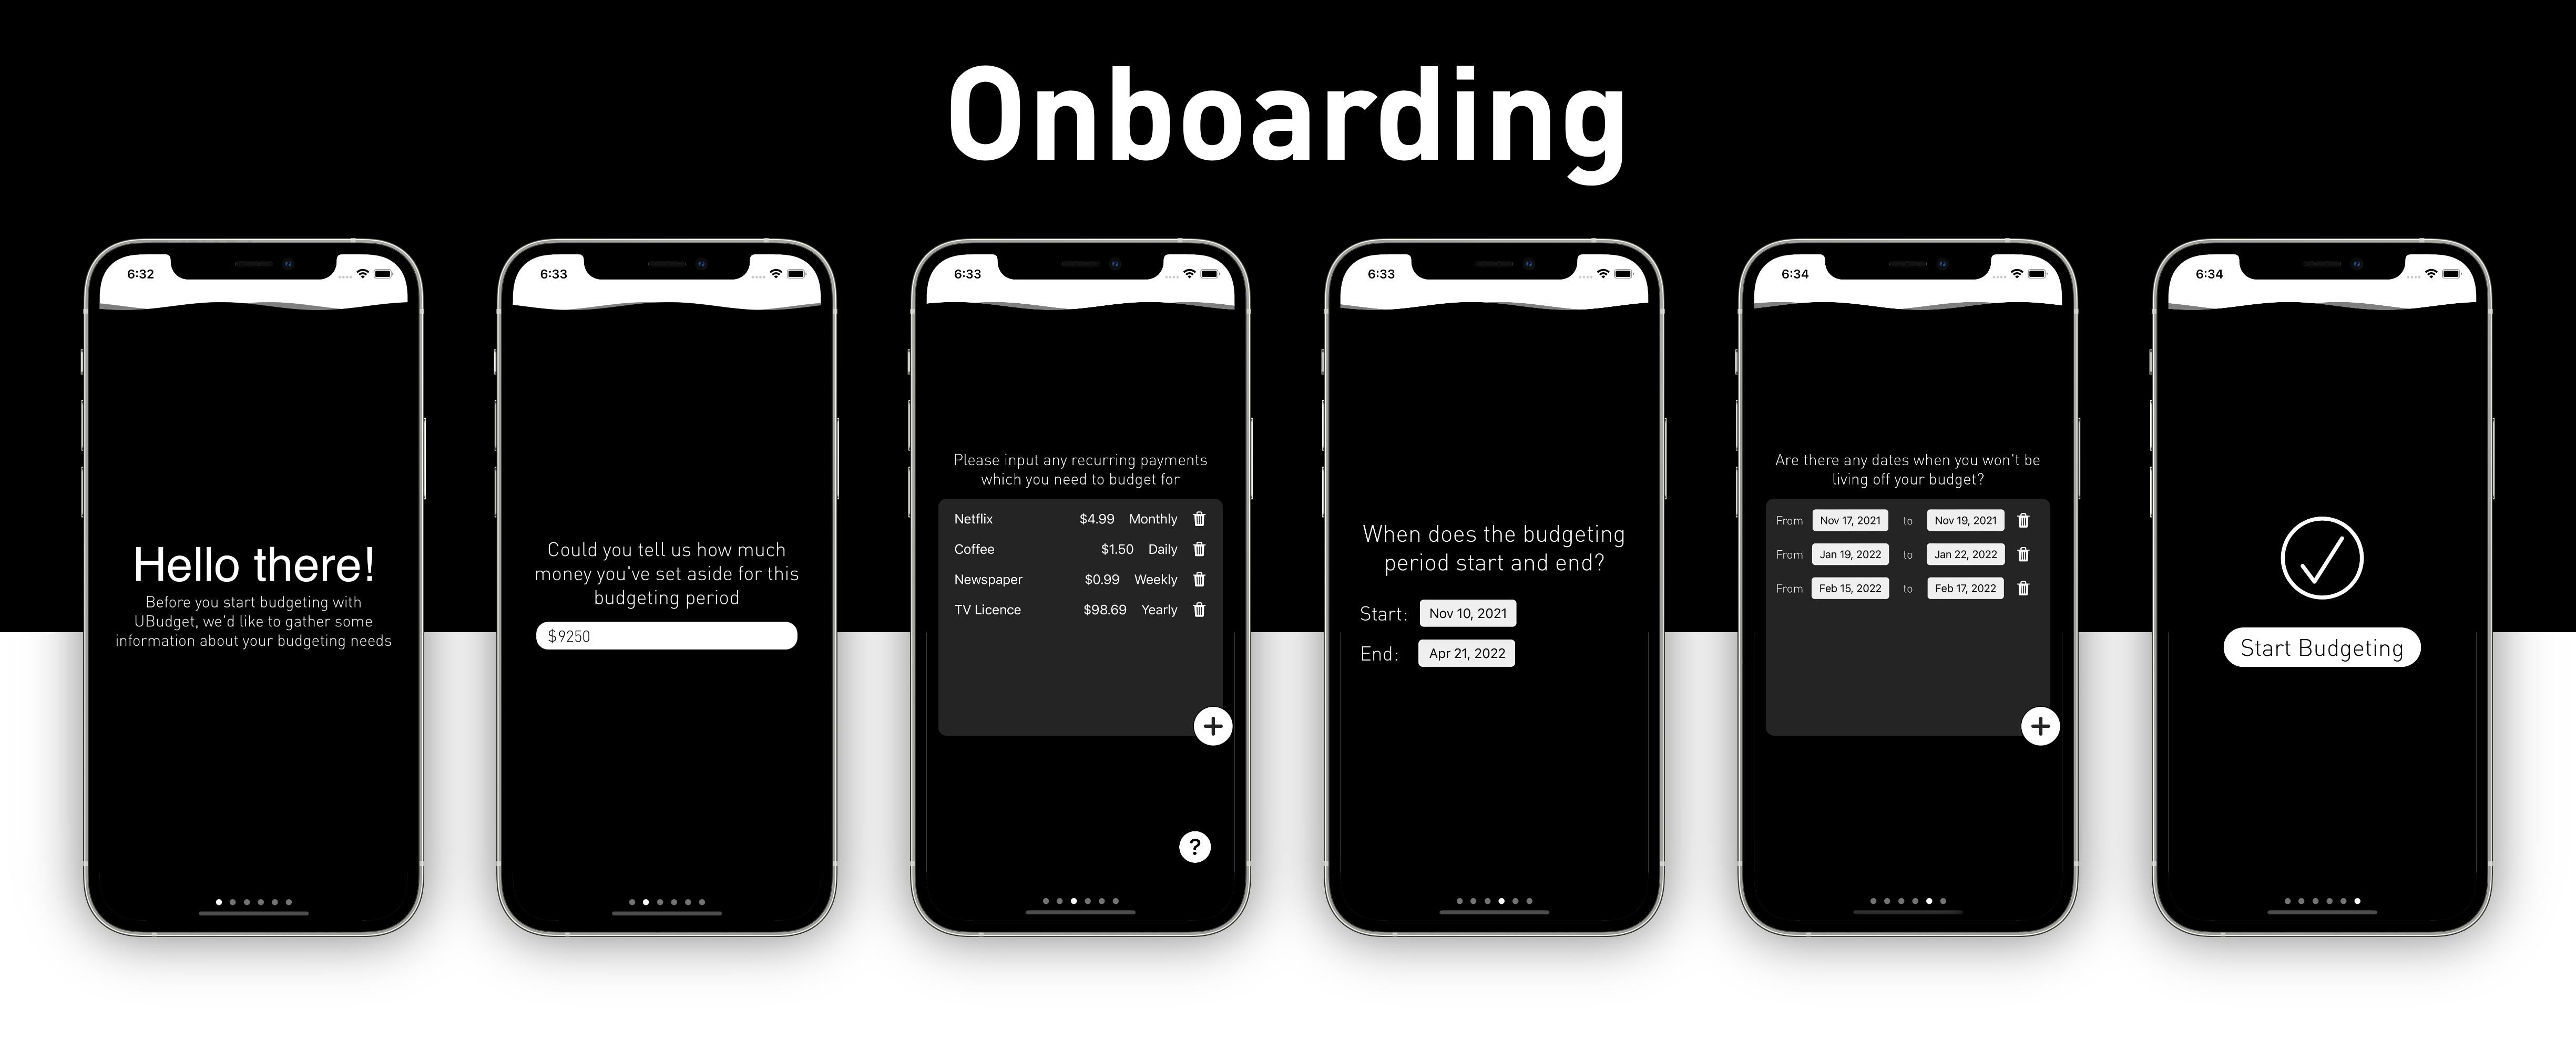 Onboarding
6:32
Hello there!
Before you start budgeting with
UBudget, we'd like to gather some
information about your budgeting needs
6:33
Could you tell us how much
money you've set aside for this
budgeting period
$9250
6:33
Please input any recurring payments
which you need to budget for
Netflix $4.99 Monthly
Coffee $1.50 Daily
Newspaper $0.99 Weekly
TV Licence $98.69 Yearly
+
?
6:33
When does the budgeting
period start and end?
Start: Nov 10, 2021
End: Apr 21, 2022
6:34
Are there any dates when you won't be
living off your budget?
From Nov 17, 2021 to Nov 19, 2021
From Jan 19, 2022 to Jan 22, 2022
From Feb 15, 2022 to Feb 17, 2022
+
6:34
Start Budgeting